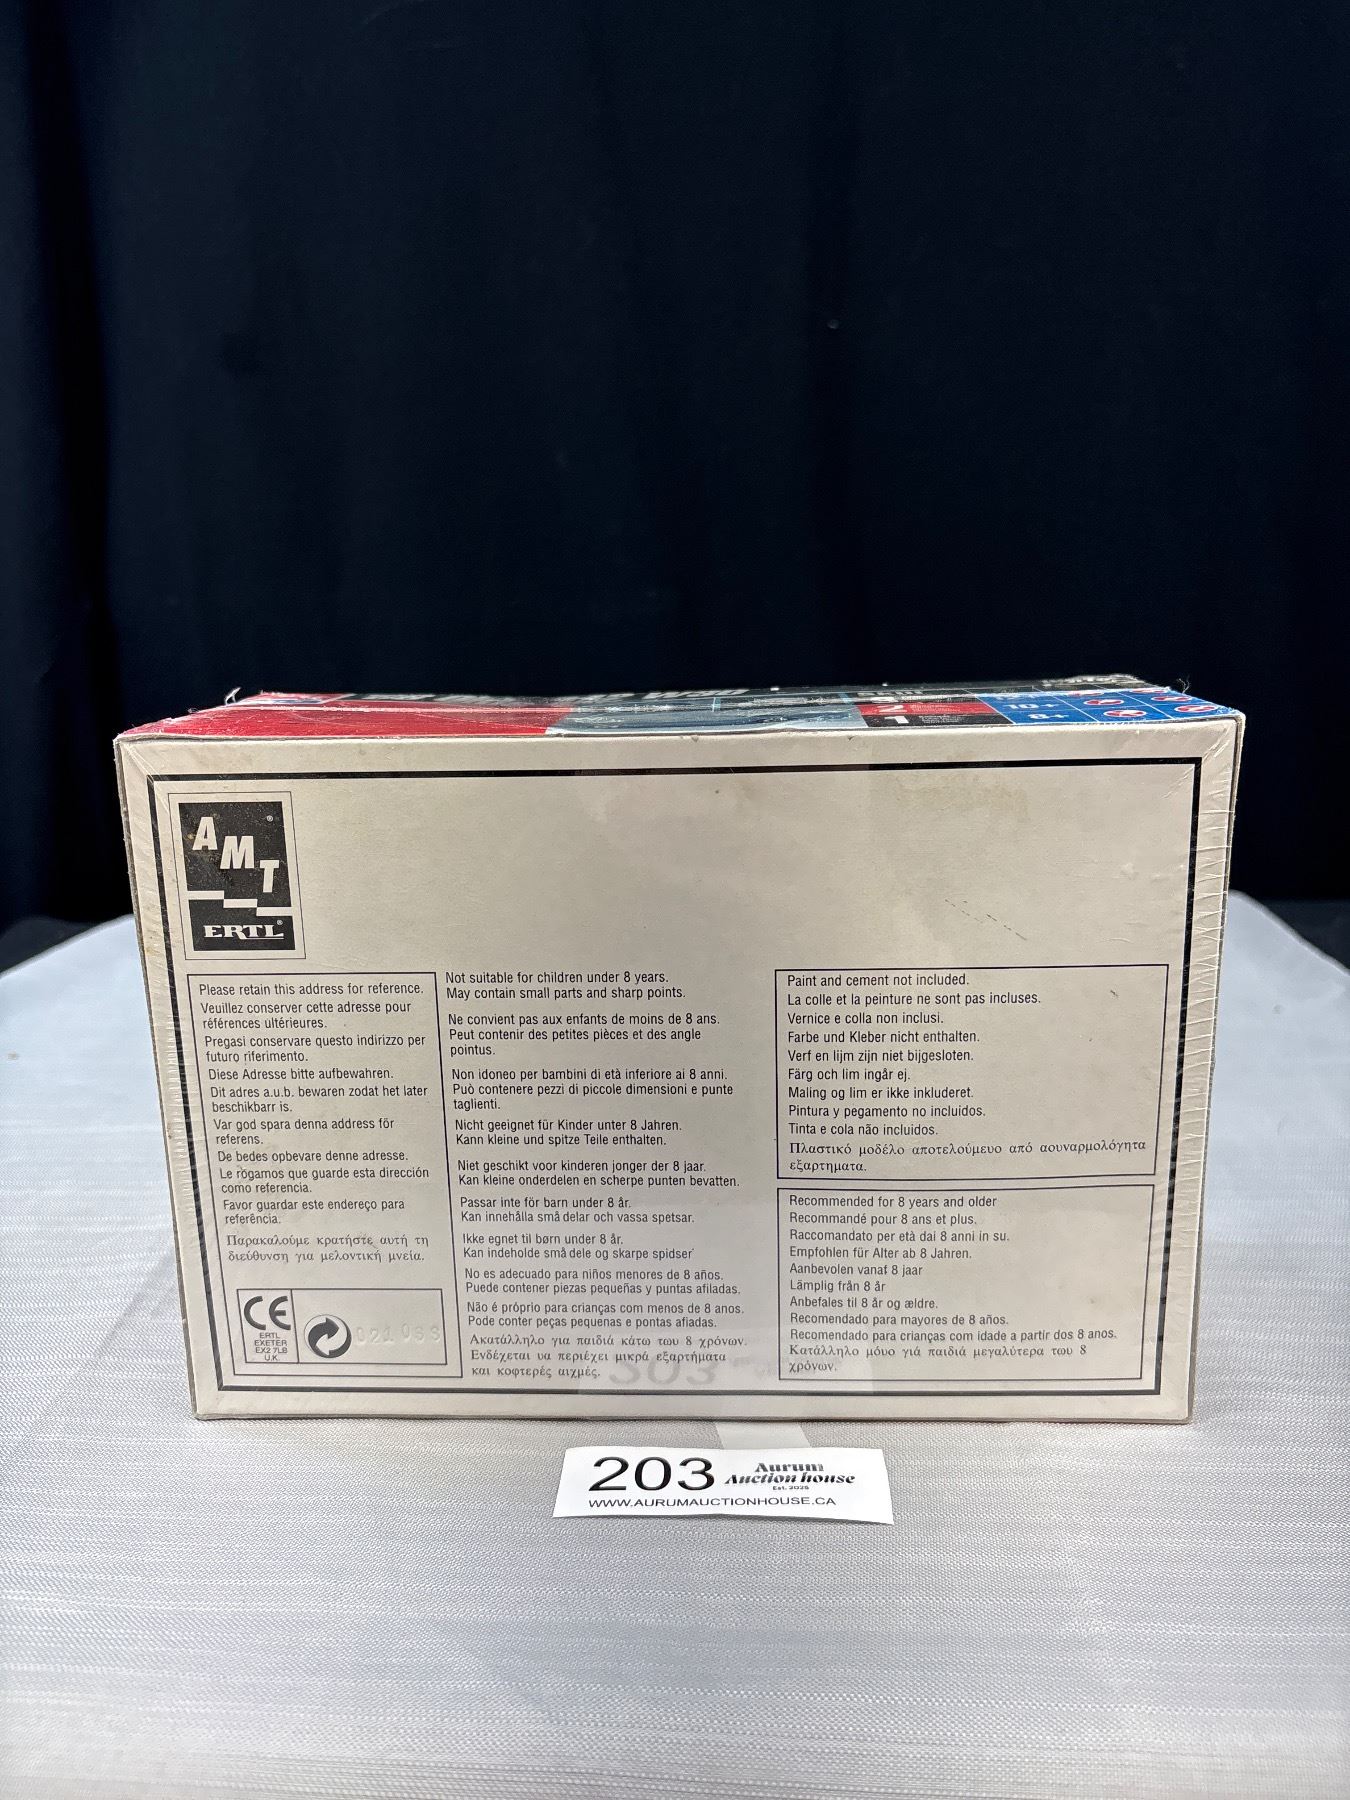 2
10+
1
8+
AMT
®
ERTL®
Please retain this address for reference.
Veuillez conserver cette adresse pour
références ultérieures.
Pregasi conservare questo indirizzo per
futuro riferimento.
Diese Adresse bitte aufbewahren.
Dit adres a.u.b. bewaren zodat het later
beschikbarr is.
Var god spara denna address för
referens.
De bedes opbevare denne adresse.
Le rogamos que guarde esta dirección
como referencia.
Favor guardar este endereço para
referência.
Παρακαλούμε κρατήστε αυτή τη
διεύθυνση για μελοντική μνεία.
CE
ERTL
EXETER
EX2 7LB
U.K
021033
Not suitable for children under 8 years.
May contain small parts and sharp points.
Ne convient pas aux enfants de moins de 8 ans.
Peut contenir des petites pièces et des angle
pointus.
Non idoneo per bambini di età inferiore ai 8 anni.
Può contenere pezzi di piccole dimensioni e punte
taglienti.
Nicht geeignet für Kinder unter 8 Jahren.
Kann kleine und spitze Teile enthalten.
Niet geschikt voor kinderen jonger der 8 jaar.
Kan kleine onderdelen en scherpe punten bevatten.
Passar inte för barn under 8 år.
Kan innehålla små delar och vassa spetsar.
Ikke egnet til børn under 8 år.
Kan indeholde små dele og skarpe spidser
No es adecuado para niños menores de 8 años.
Puede contener piezas pequeñas y puntas afiladas.
Não é próprio para crianças com menos de 8 anos.
Pode conter peças pequenas e pontas afiadas.
Ακατάλληλο για παιδιά κάτω του 8 χρόνων.
Ενδέχεται υα περιέχει μικρά εξαρτήματα
και κοφτερές αιχμές.
Paint and cement not included.
La colle et la peinture ne sont pas incluses.
Vernice e colla non inclusi.
Farbe und Kleber nicht enthalten.
Verf en lijm zijn niet bijgesloten.
Färg och lim ingår ej.
Maling og lim er ikke inkluderet.
Pintura y pegamento no incluidos.
Tinta e cola não incluidos.
Πλαστικό μοδέλο αποτελούμευο από αουναρμολόγητα
εξαρτηματα.
Recommended for 8 years and older
Recommandé pour 8 ans et plus.
Raccomandato per età dai 8 anni in su.
Empfohlen für Alter ab 8 Jahren.
Aanbevolen vanaf 8 jaar
Lämplig från 8 år
Anbefales til 8 år og ældre.
Recomendado para mayores de 8 años.
Recomendado para crianças com idade a partir dos 8 anos.
Κατάλληλο μόυο γιά παιδιά μεγαλύτερα του 8
χρόνων.
203
203 Aurum
Auction house
Est. 2025
WWW.AURUMAUCTIONHOUSE.CA